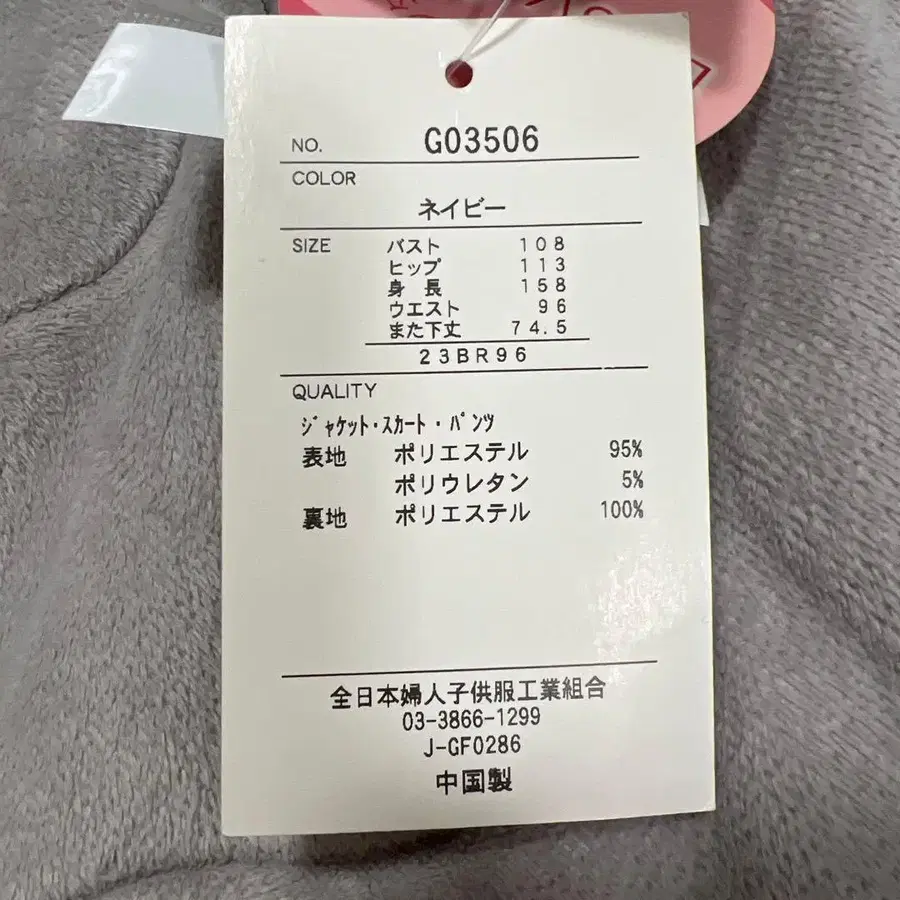 NO. G03506
COLOR
ネイビー
SIZE バスト 108
ヒップ 113
身 長 158
ウエスト 96
また下丈 74.5
23BR96
QUALITY
ｼﾞｬｹｯﾄ・ｽｶｰﾄ・ﾊﾟﾝﾂ
表地 ポリエステル 95%
ポリウレタン 5%
裏地 ポリエステル 100%
全日本婦人子供服工業組合
03-3866-1299
J-GF0286
中国製